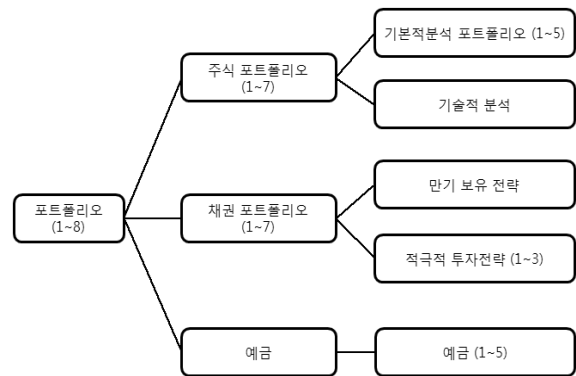 포트폴리오
(1~8)
주식 포트폴리오
(1~7)
기본적분석 포트폴리오 (1~5)
기술적 분석
채권 포트폴리오
(1~7)
만기 보유 전략
적극적 투자전략 (1~3)
예금
예금 (1~5)